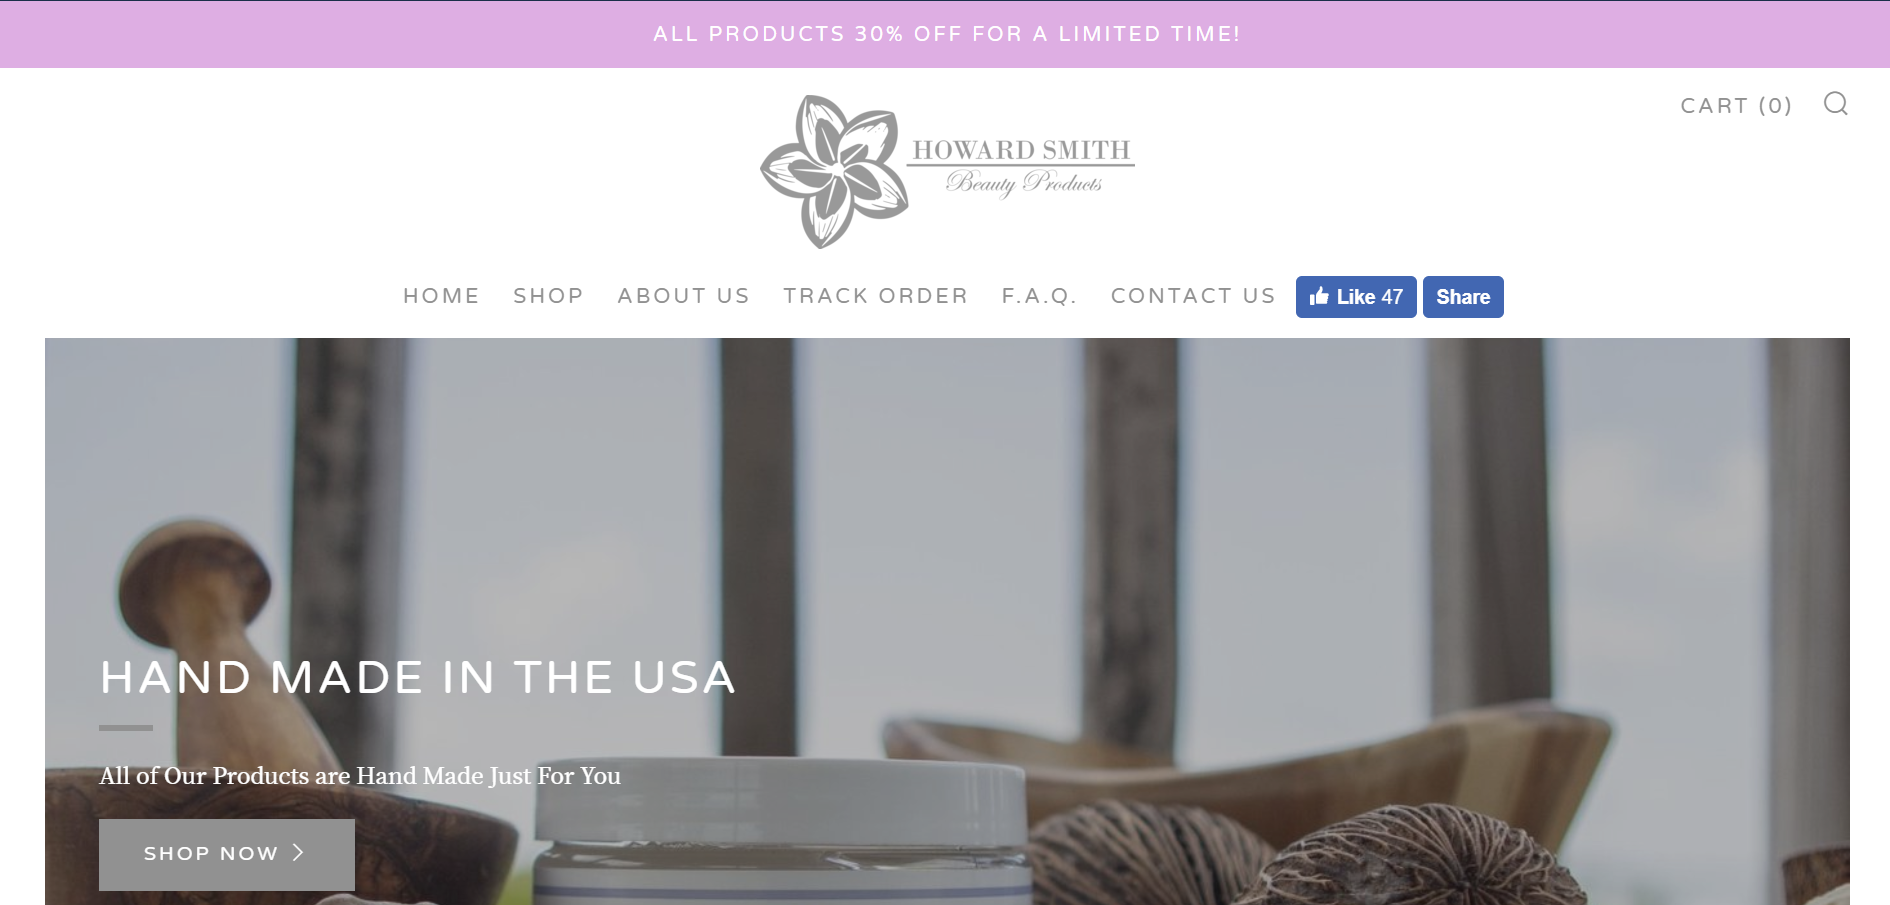 ALL PRODUCTS 30% OFF FOR A LIMITED TIME!
CART (0)
HOWARD SMITH
Beauty Products
HOME SHOP ABOUT US TRACK ORDER F.A.Q. CONTACT US Like 47 Share
HAND MADE IN THE USA
All of Our Products are Hand Made Just For You
SHOP NOW